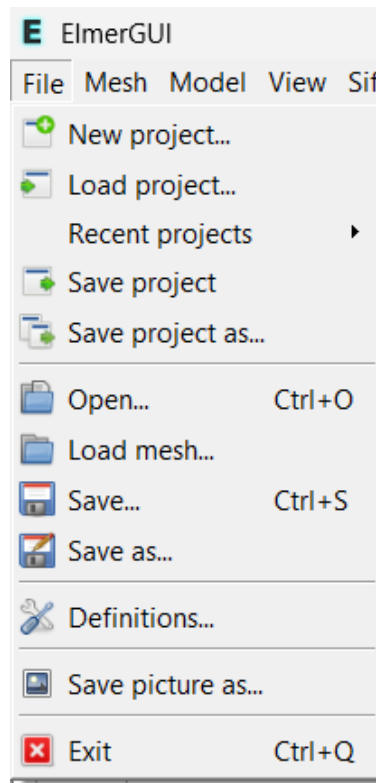 E ElmerGUI
File Mesh Model View Sif
New project...
Load project...
Recent projects
Save project
Save project as...
Open... Ctrl+O
Load mesh...
Save... Ctrl+S
Save as...
Definitions...
Save picture as...
Exit Ctrl+Q